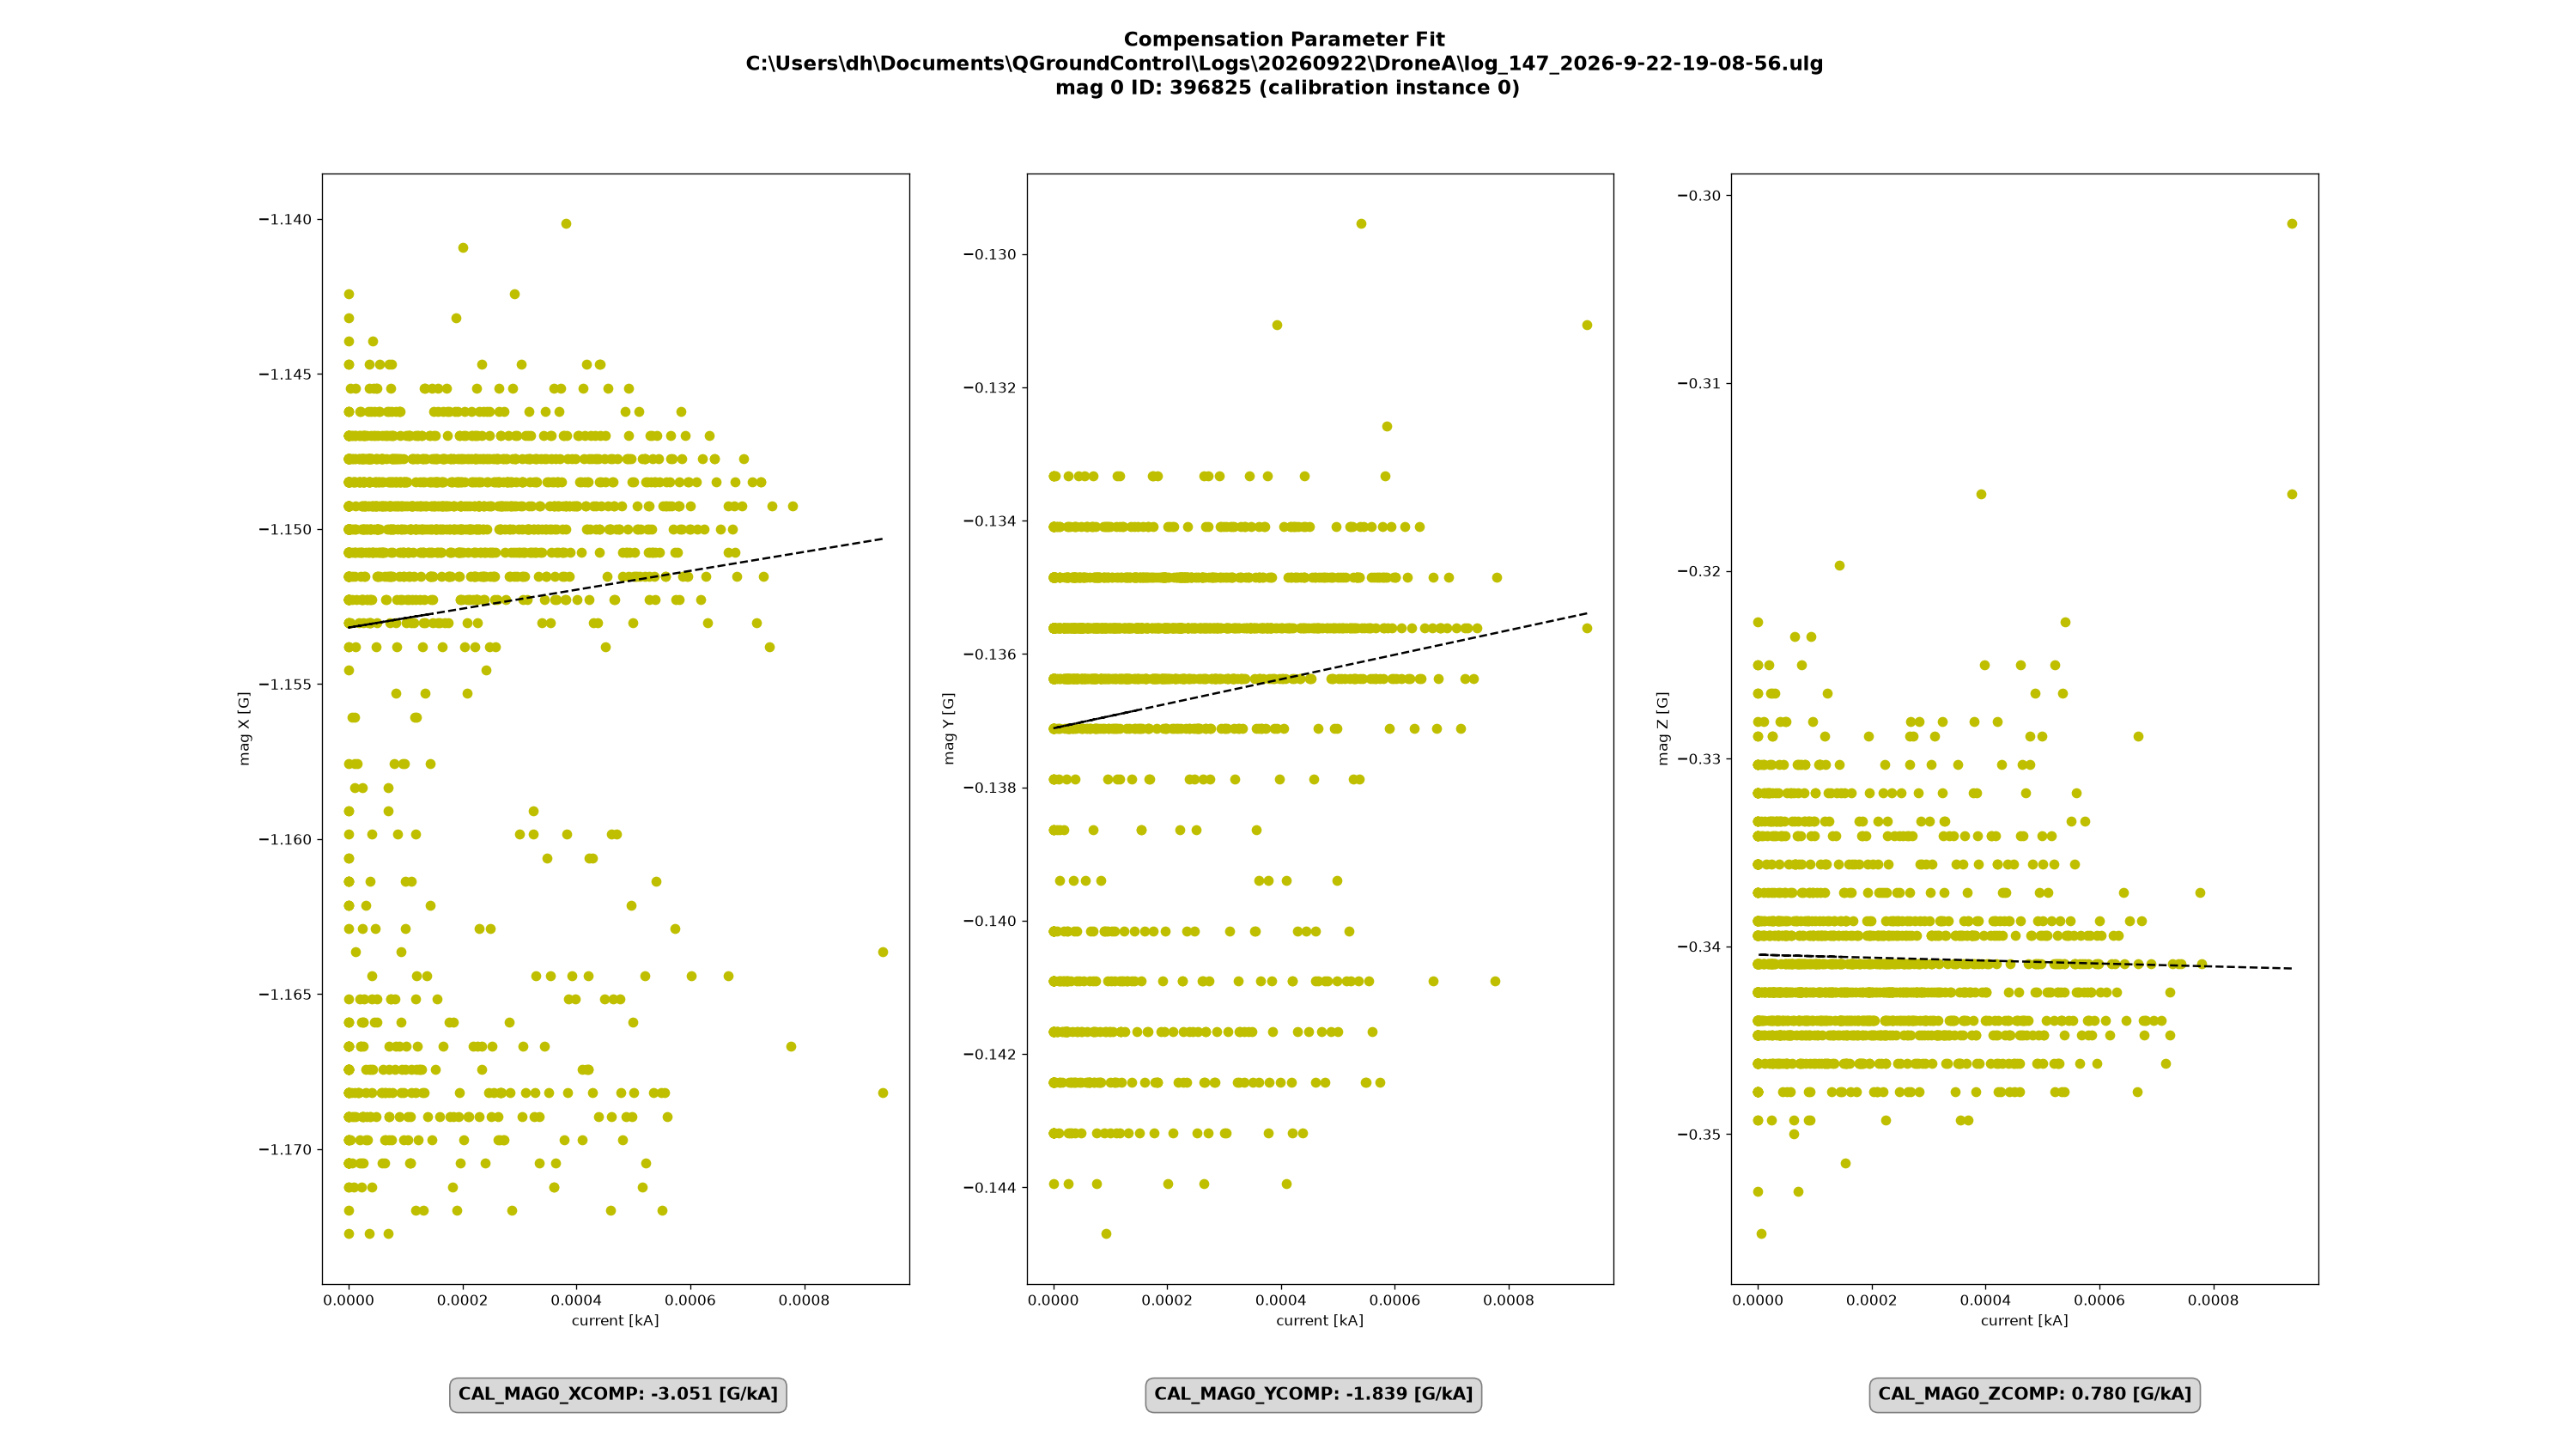 Compensation Parameter Fit
C:\Users\dh\Documents\QGroundControl\Logs\20260922\DroneA\log_147_2026-9-22-19-08-56.ulg
mag 0 ID: 396825 (calibration instance 0)
−1.140
−1.145
−1.150
−1.155
−1.160
−1.165
−1.170
mag X [G]
0.0000 0.0002 0.0004 0.0006 0.0008
current [kA]
−0.130
−0.132
−0.134
−0.136
−0.138
−0.140
−0.142
−0.144
mag Y [G]
0.0000 0.0002 0.0004 0.0006 0.0008
current [kA]
−0.30
−0.31
−0.32
−0.33
−0.34
−0.35
mag Z [G]
0.0000 0.0002 0.0004 0.0006 0.0008
current [kA]
CAL_MAG0_XCOMP: -3.051 [G/kA]
CAL_MAG0_YCOMP: -1.839 [G/kA]
CAL_MAG0_ZCOMP: 0.780 [G/kA]